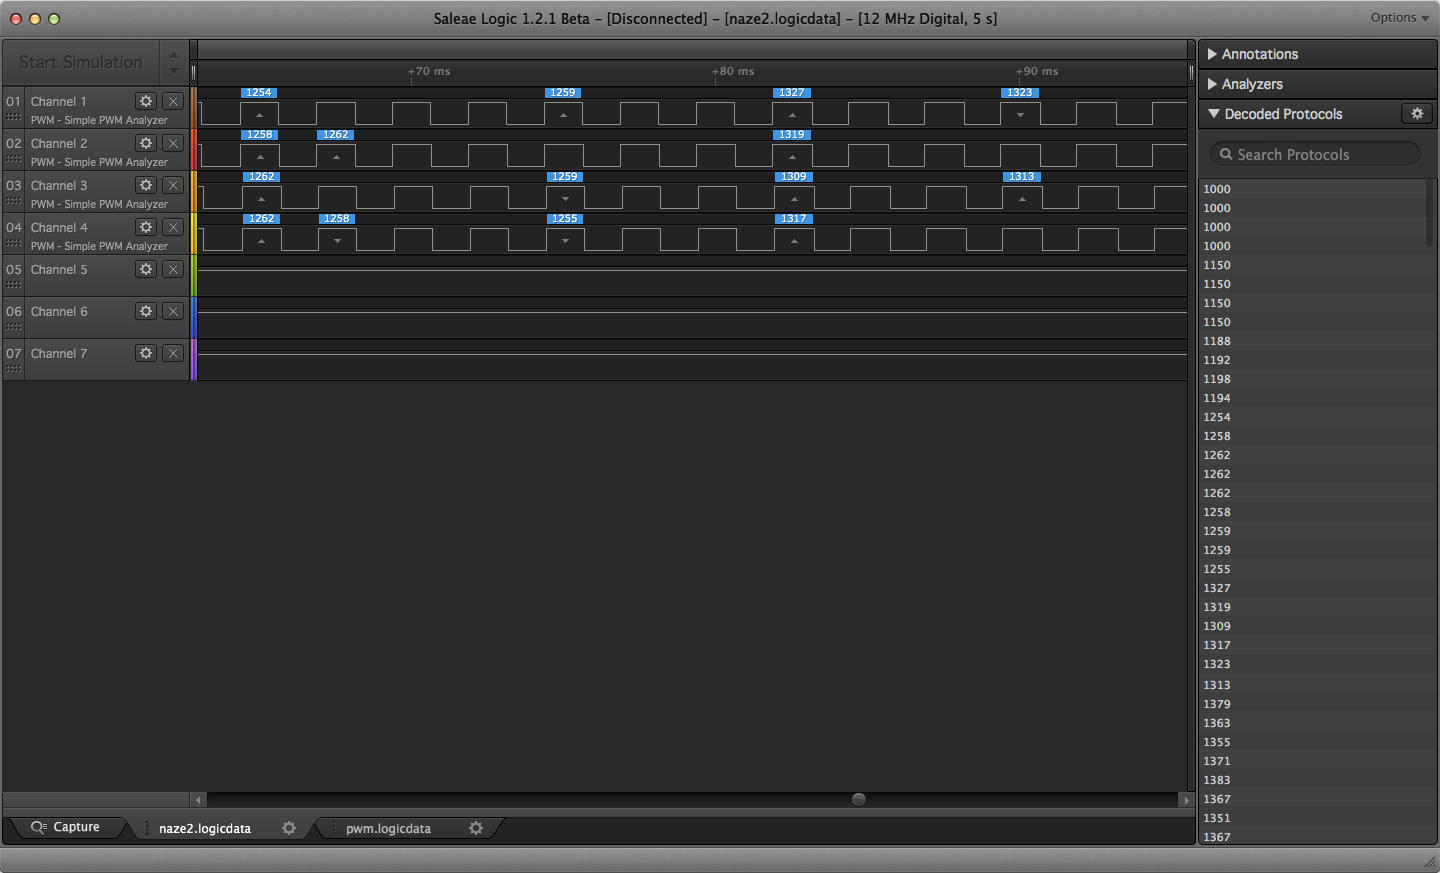 Saleae Logic 1.2.1 Beta – [Disconnected] – [naze2.logicdata] – [12 MHz Digital, 5 s]
Options
Start Simulation
+70 ms
+80 ms
+90 ms
01 Channel 1
PWM - Simple PWM Analyzer
1254
1259
1327
1323
02 Channel 2
PWM - Simple PWM Analyzer
1258
1262
1319
03 Channel 3
PWM - Simple PWM Analyzer
1262
1259
1309
1313
04 Channel 4
PWM - Simple PWM Analyzer
1262
1258
1255
1317
05 Channel 5
06 Channel 6
07 Channel 7
Annotations
Analyzers
Decoded Protocols
Search Protocols
1000
1000
1000
1000
1150
1150
1150
1150
1188
1192
1198
1194
1254
1258
1262
1262
1262
1258
1259
1259
1255
1327
1319
1309
1317
1323
1313
1379
1363
1355
1371
1383
1367
1351
1367
Capture
naze2.logicdata
pwm.logicdata